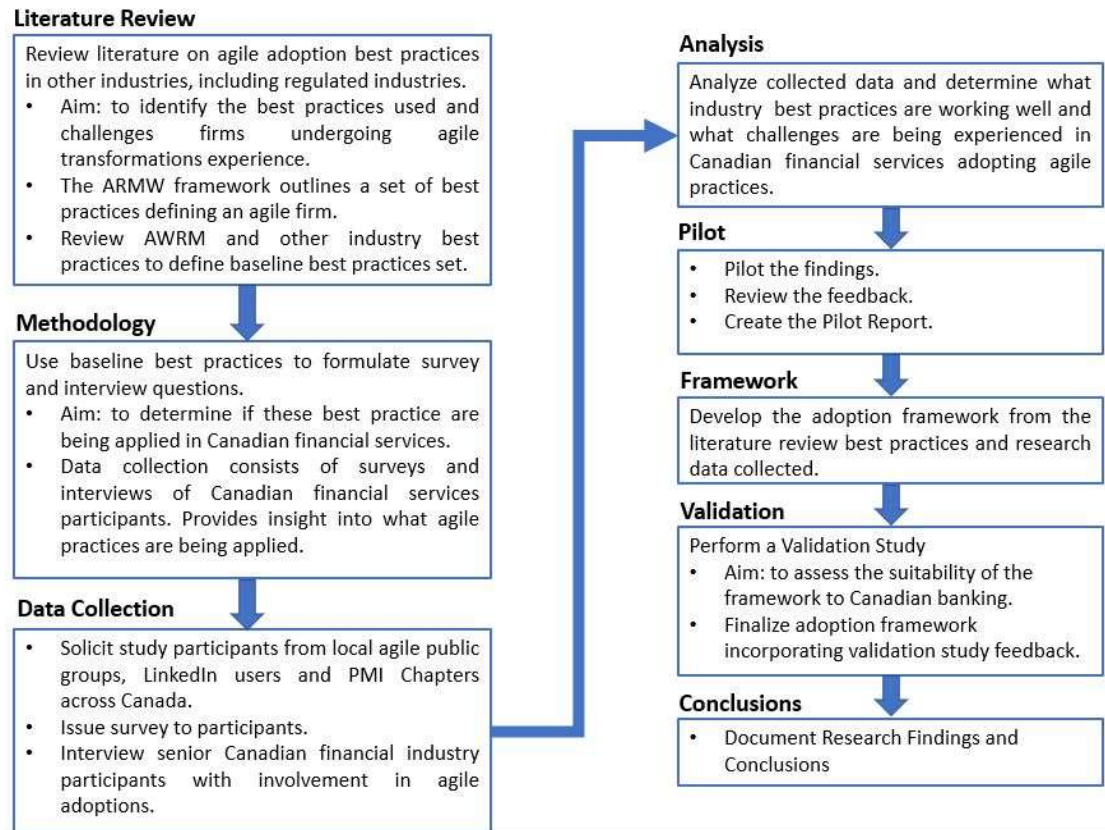 Literature Review
Review literature on agile adoption best practices
in other industries, including regulated industries.
• Aim: to identify the best practices used and
challenges firms undergoing agile
transformations experience.
• The ARMW framework outlines a set of best
practices defining an agile firm.
• Review AWRM and other industry best
practices to define baseline best practices set.
Methodology
Use baseline best practices to formulate survey
and interview questions.
• Aim: to determine if these best practice are
being applied in Canadian financial services.
• Data collection consists of surveys and
interviews of Canadian financial services
participants. Provides insight into what agile
practices are being applied.
Data Collection
• Solicit study participants from local agile public
groups, LinkedIn users and PMI Chapters
across Canada.
• Issue survey to participants.
• Interview senior Canadian financial industry
participants with involvement in agile
adoptions.
Analysis
Analyze collected data and determine what
industry best practices are working well and
what challenges are being experienced in
Canadian financial services adopting agile
practices.
Pilot
• Pilot the findings.
• Review the feedback.
• Create the Pilot Report.
Framework
Develop the adoption framework from the
literature review best practices and research
data collected.
Validation
Perform a Validation Study
• Aim: to assess the suitability of the
framework to Canadian banking.
• Finalize adoption framework
incorporating validation study feedback.
Conclusions
• Document Research Findings and
Conclusions